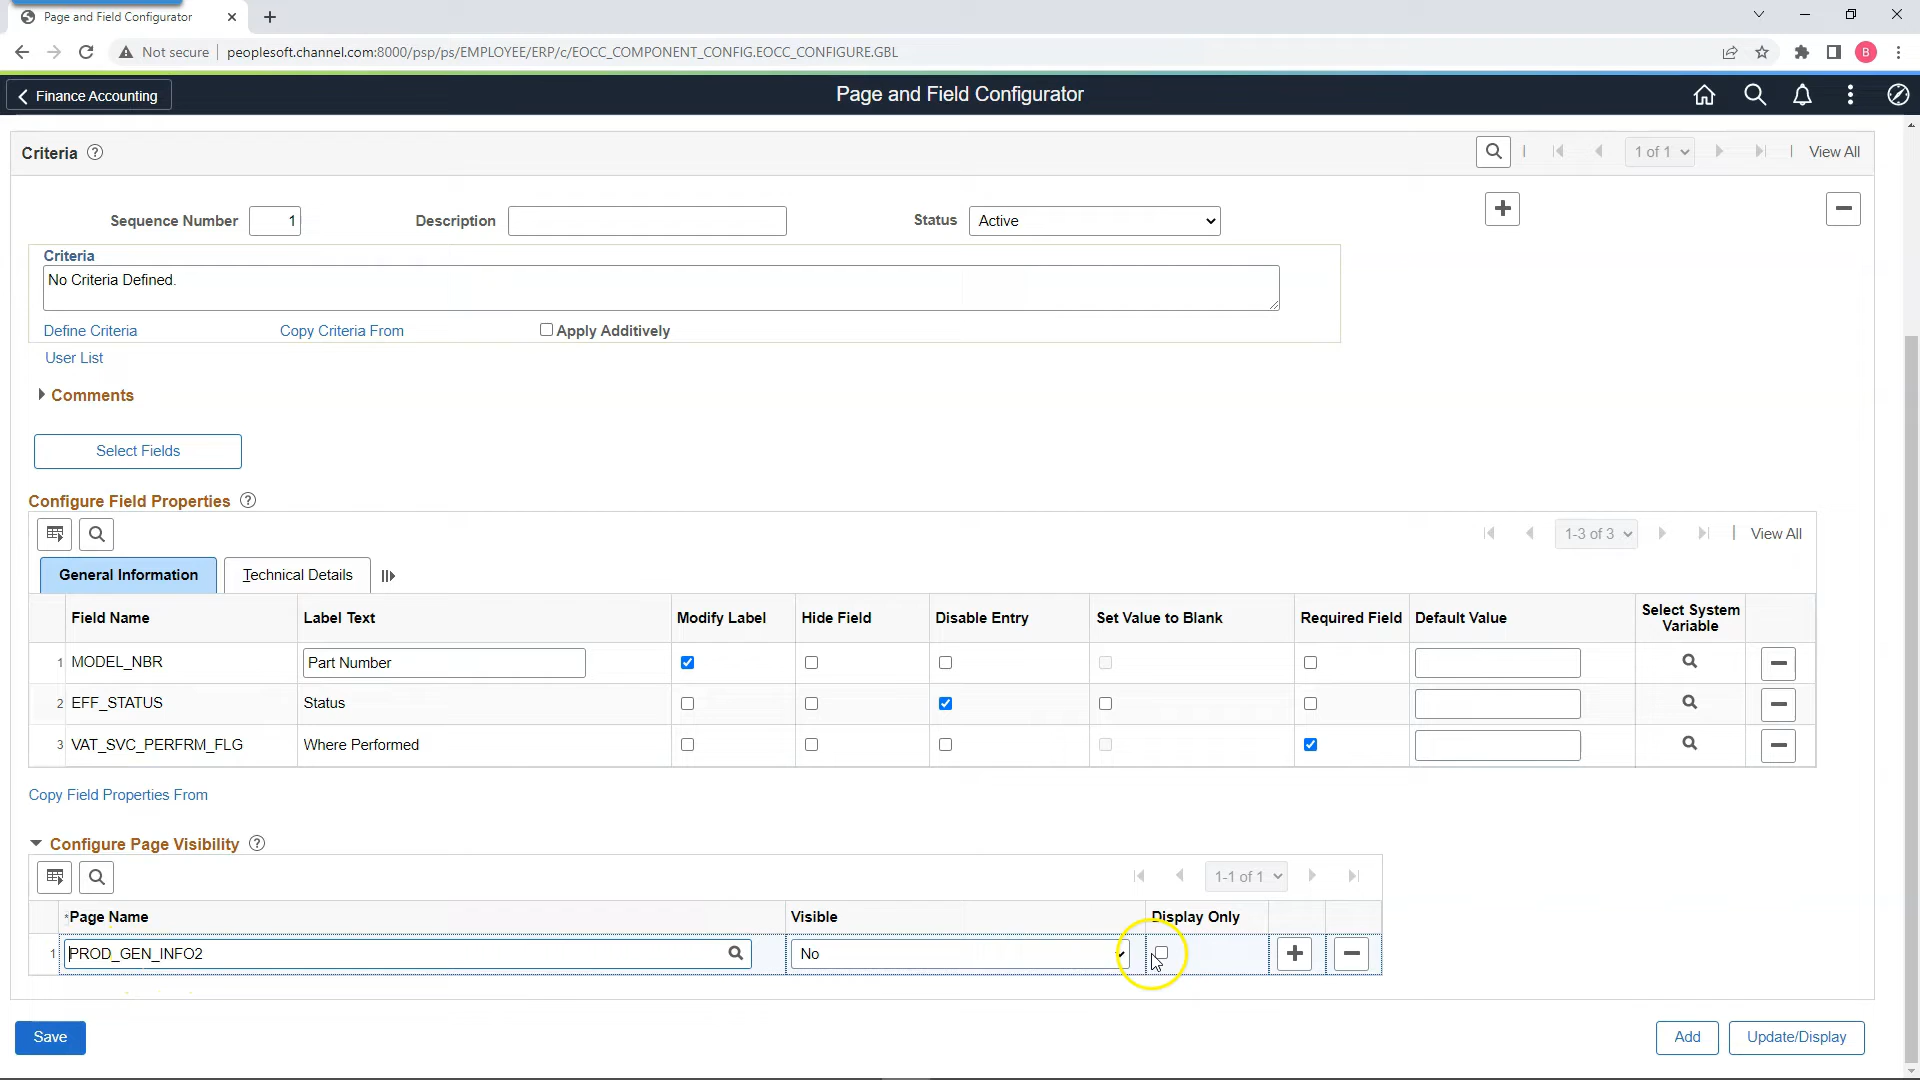 Page and Field Configurator
Not secure peoplesoft.channel.com:8000/psp/ps/EMPLOYEE/ERP/c/EOCC_COMPONENT_CONFIG.EOCC_CONFIGURE.GBL B
Finance Accounting Page and Field Configurator
Criteria ? 1 of 1 View All
Sequence Number 1 Description Status Active
Criteria
No Criteria Defined.
Define Criteria Copy Criteria From Apply Additively
User List
Comments
Select Fields
Configure Field Properties ?
1-3 of 3 View All
General Information Technical Details
Field Name Label Text Modify Label Hide Field Disable Entry Set Value to Blank Required Field Default Value Select System Variable
1 MODEL_NBR Part Number
2 EFF_STATUS Status
3 VAT_SVC_PERFRM_FLG Where Performed
Copy Field Properties From
Configure Page Visibility ?
1-1 of 1
*Page Name Visible Display Only
1 PROD_GEN_INFO2 No
Save Add Update/Display